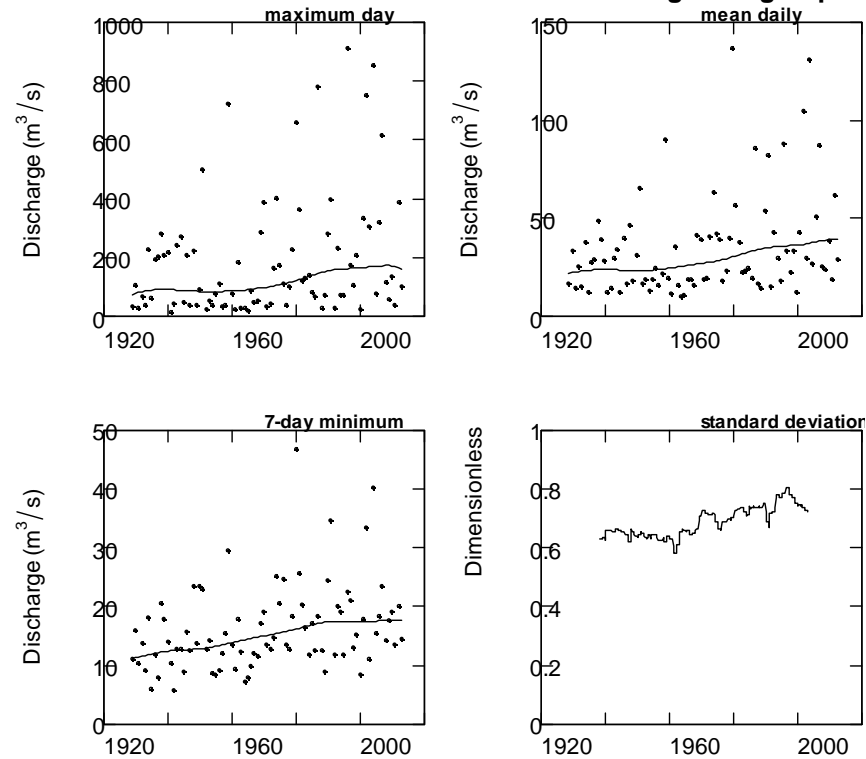 maximum day
1000
800
600
400
200
0
Discharge (m3/s)
1920 1960 2000
mean daily
150
100
50
0
Discharge (m3/s)
1920 1960 2000
7-day minimum
50
40
30
20
10
0
Discharge (m3/s)
1920 1960 2000
standard deviation
1
0.8
0.6
0.4
0.2
0
Dimensionless
1920 1960 2000